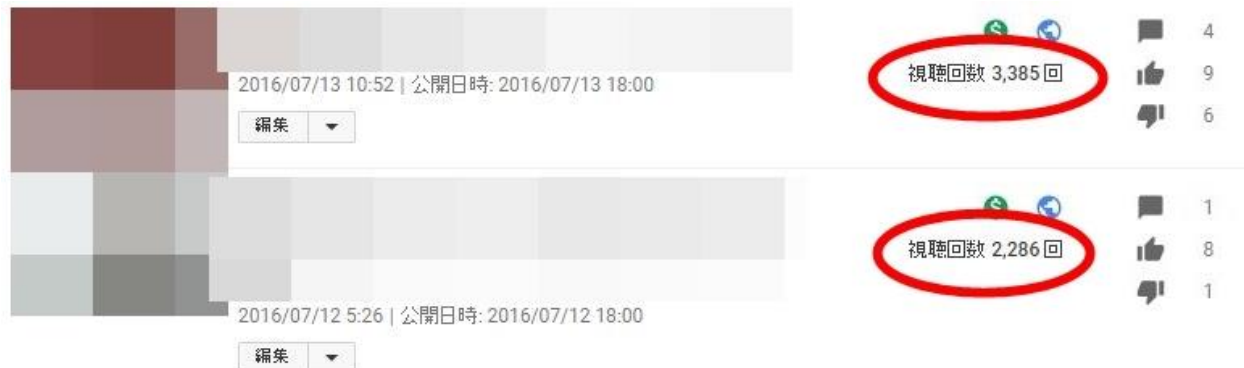 2016/07/13 10:52 | 公開日時: 2016/07/13 18:00
編集
視聴回数 3,385 回
4
9
6
2016/07/12 5:26 | 公開日時: 2016/07/12 18:00
編集
視聴回数 2,286 回
1
8
1